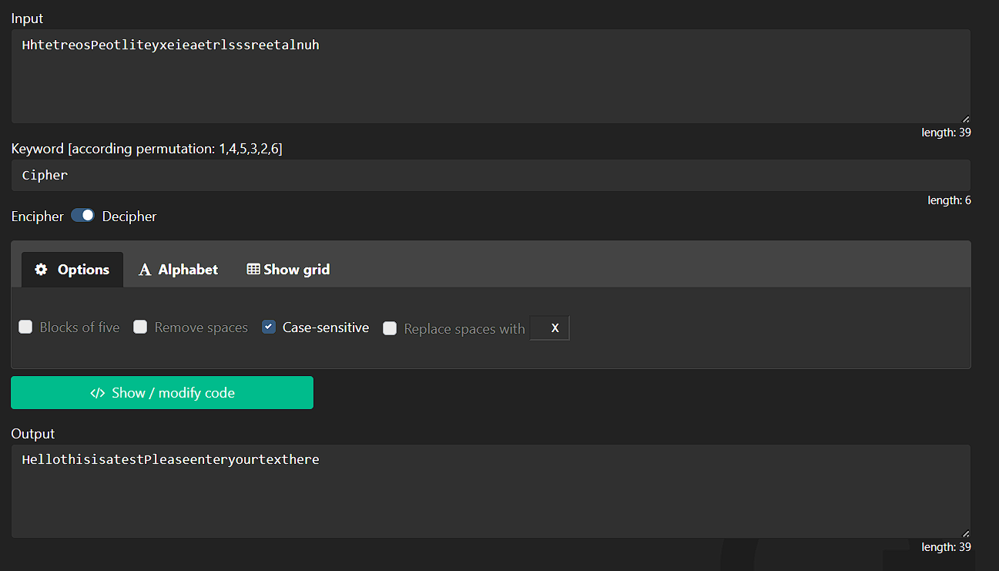 Input
HhtetreosPeotliteyxeieaetrlsssreetalnuh
length: 39
Keyword [according permutation: 1,4,5,3,2,6]
Cipher
length: 6
Encipher Decipher
Options Alphabet Show grid
Blocks of five Remove spaces Case-sensitive Replace spaces with X
</> Show / modify code
Output
HellothisisatestPleaseenteryourtexthere
length: 39